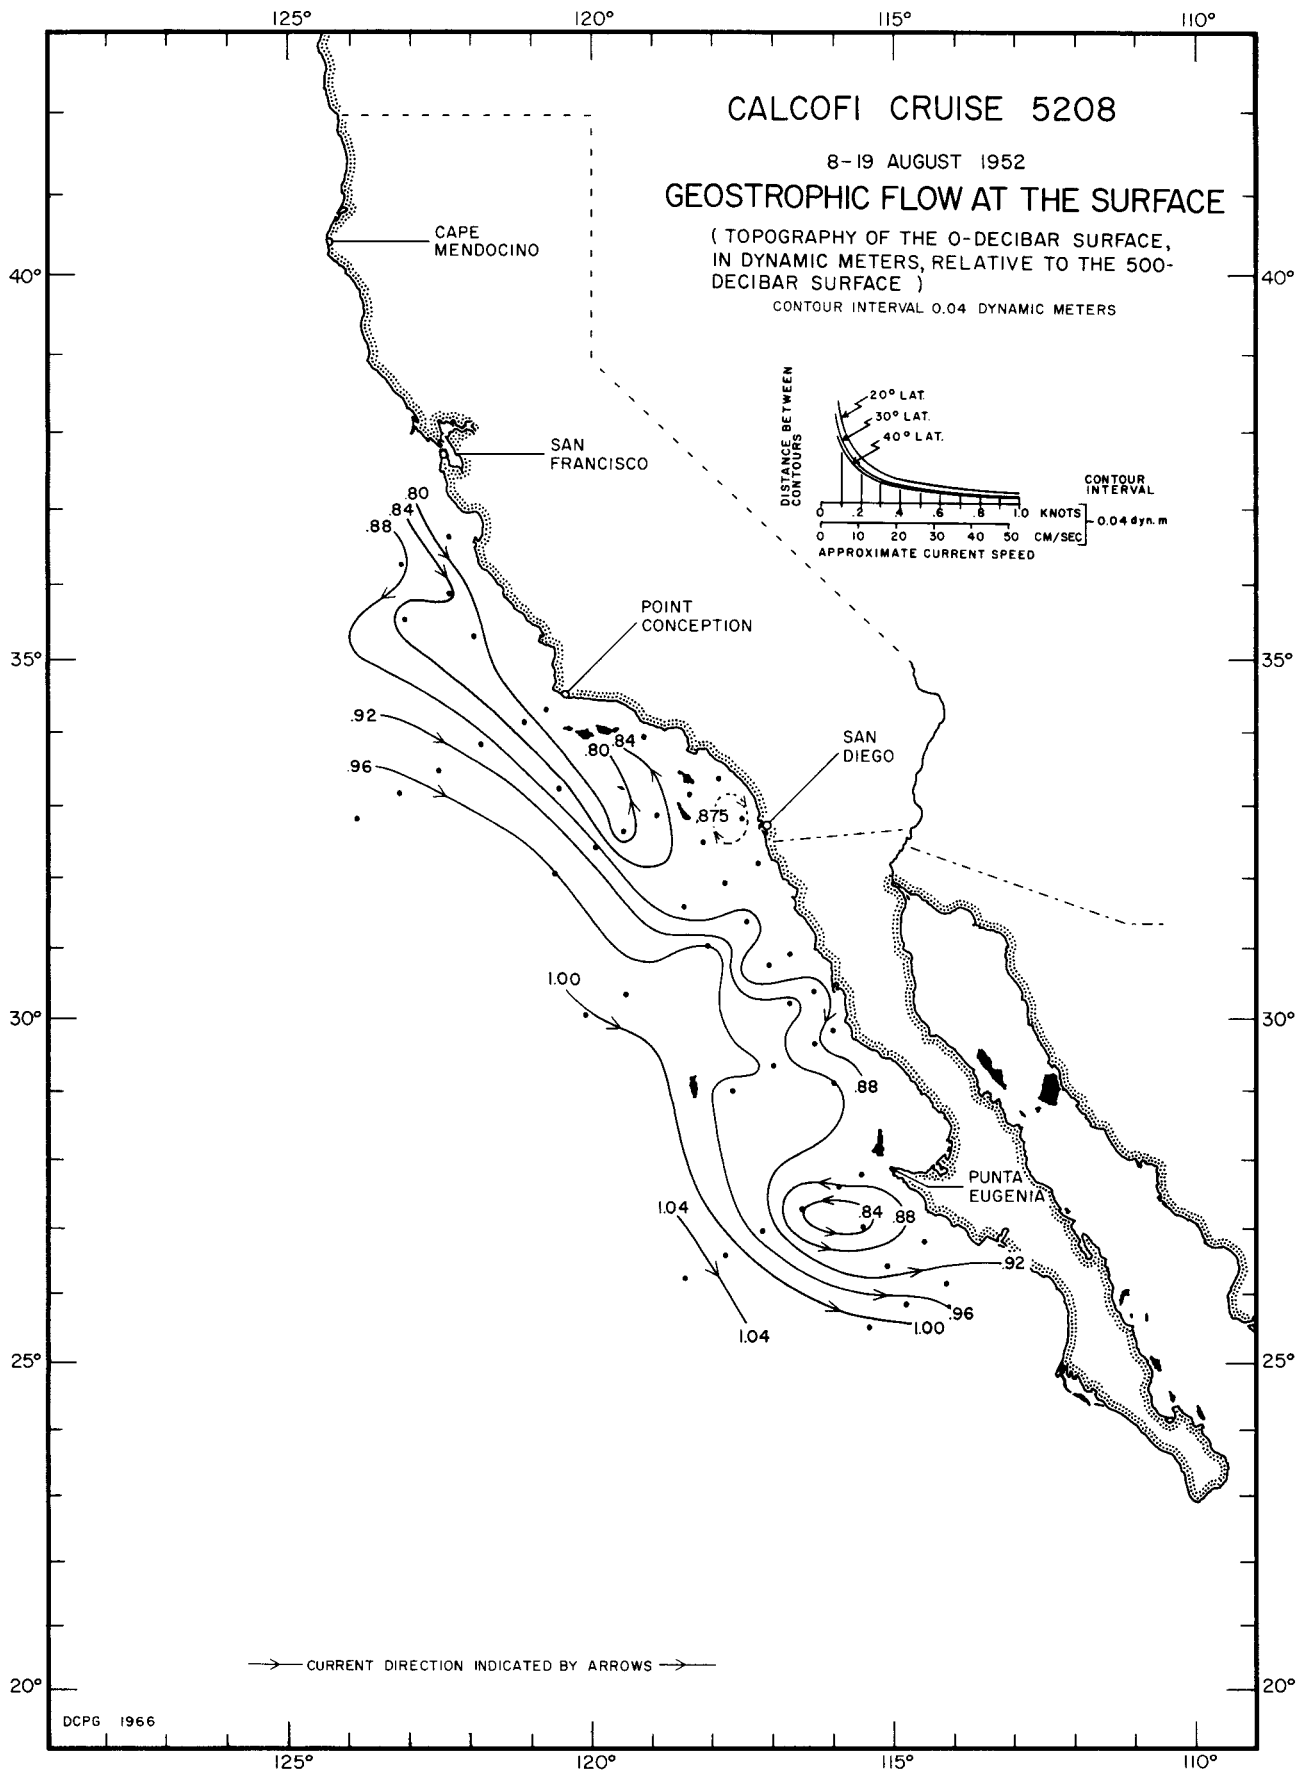 125° 120° 115° 110°
CALCOFI CRUISE 5208
8-19 AUGUST 1952
GEOSTROPHIC FLOW AT THE SURFACE
( TOPOGRAPHY OF THE 0-DECIBAR SURFACE,
IN DYNAMIC METERS, RELATIVE TO THE 500-
DECIBAR SURFACE )
CONTOUR INTERVAL 0.04 DYNAMIC METERS
CAPE
MENDOCINO
40° 40°
DISTANCE BETWEEN
CONTOURS
20° LAT.
30° LAT.
40° LAT.
CONTOUR
INTERVAL
0 .2 .4 .6 .8 1.0 KNOTS
0.04 dyn. m
0 10 20 30 40 50 CM/SEC
APPROXIMATE CURRENT SPEED
SAN
FRANCISCO
.80
.84
.88
POINT
CONCEPTION
35° 35°
.92
.96
.80 .84
SAN
DIEGO
.875
1.00
30° 30°
.88
PUNTA
EUGENIA
1.04
.84 .88
.92
.96
1.00
1.04
25° 25°
CURRENT DIRECTION INDICATED BY ARROWS
20° 20°
DCPG 1966
125° 120° 115° 110°